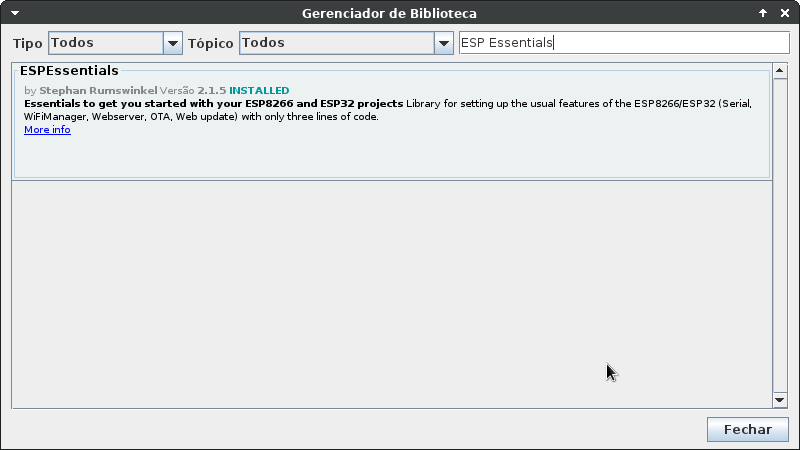 Gerenciador de Biblioteca
Tipo Todos Tópico Todos ESP Essentials
ESPEssentials
by Stephan Rumswinkel Versão 2.1.5 INSTALLED
Essentials to get you started with your ESP8266 and ESP32 projects Library for setting up the usual features of the ESP8266/ESP32 (Serial,
WiFiManager, Webserver, OTA, Web update) with only three lines of code.
More info
Fechar